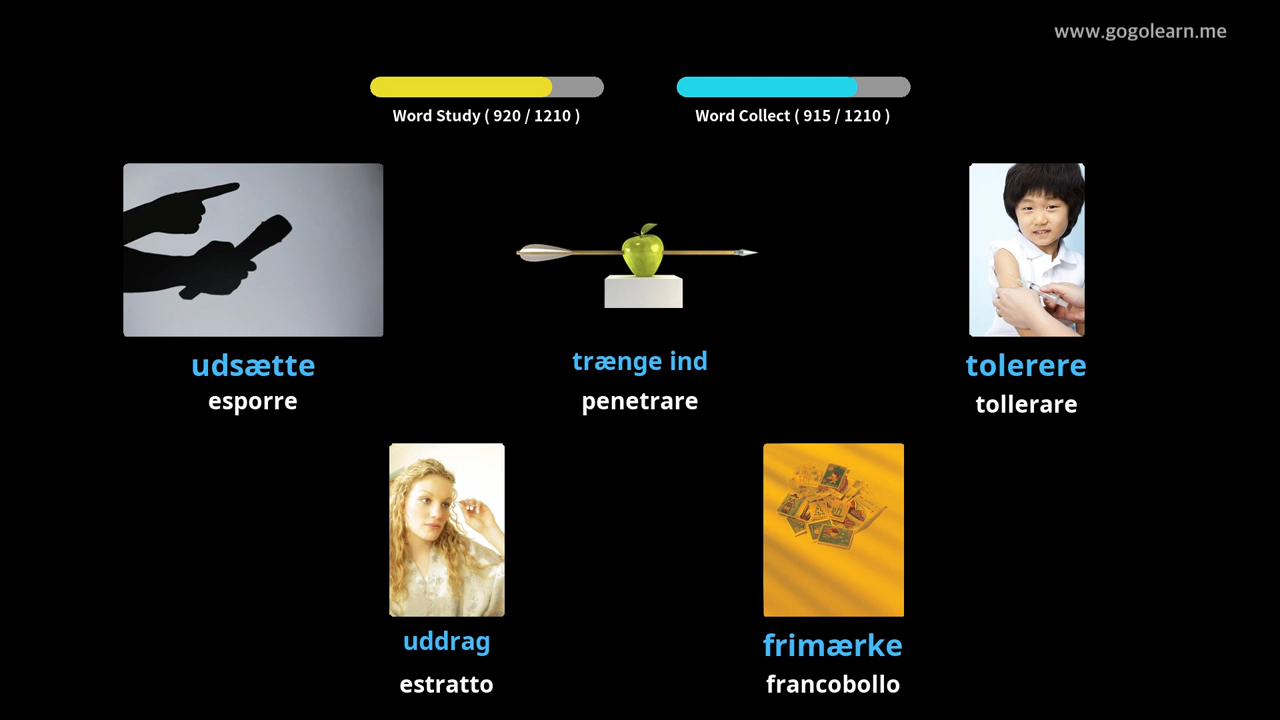 www.gogolearn.me
Word Study ( 920 / 1210 )
Word Collect ( 915 / 1210 )
udsætte
esporre
trænge ind
penetrare
tolerere
tollerare
uddrag
estratto
frimærke
francobollo